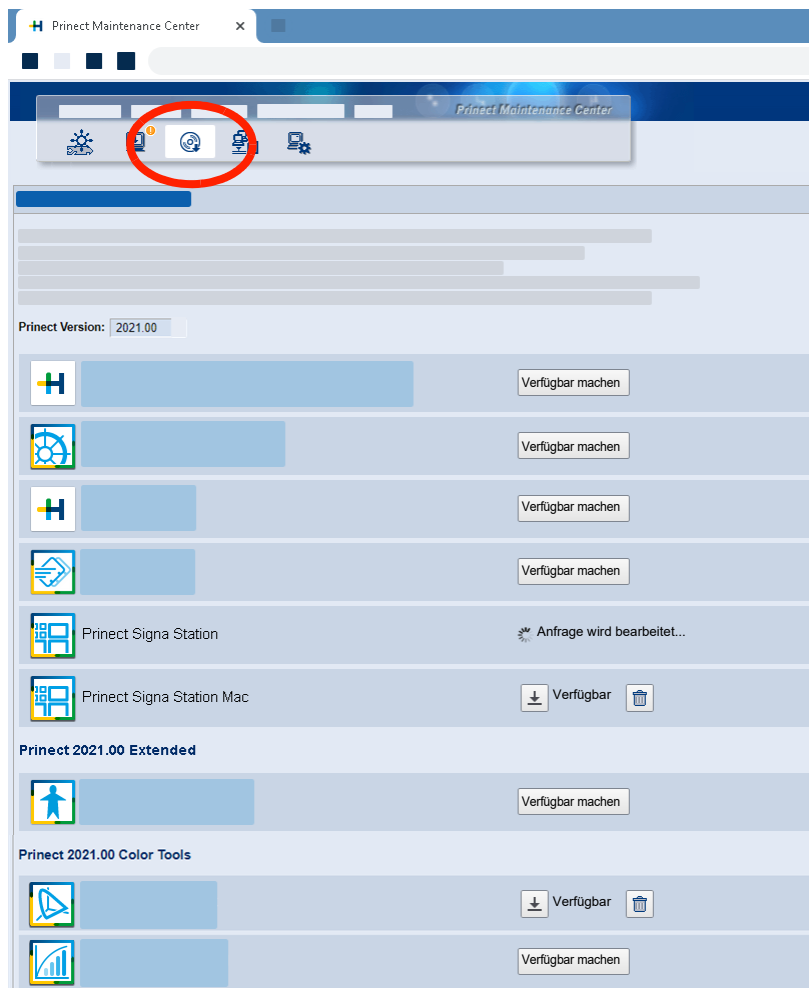 Prinect Maintenance Center
Prinect Maintenance Center
Prinect Version: 2021.00
Verfügbar machen
Verfügbar machen
Verfügbar machen
Verfügbar machen
Prinect Signa Station Anfrage wird bearbeitet...
Prinect Signa Station Mac Verfügbar
Prinect 2021.00 Extended
Verfügbar machen
Prinect 2021.00 Color Tools
Verfügbar
Verfügbar machen